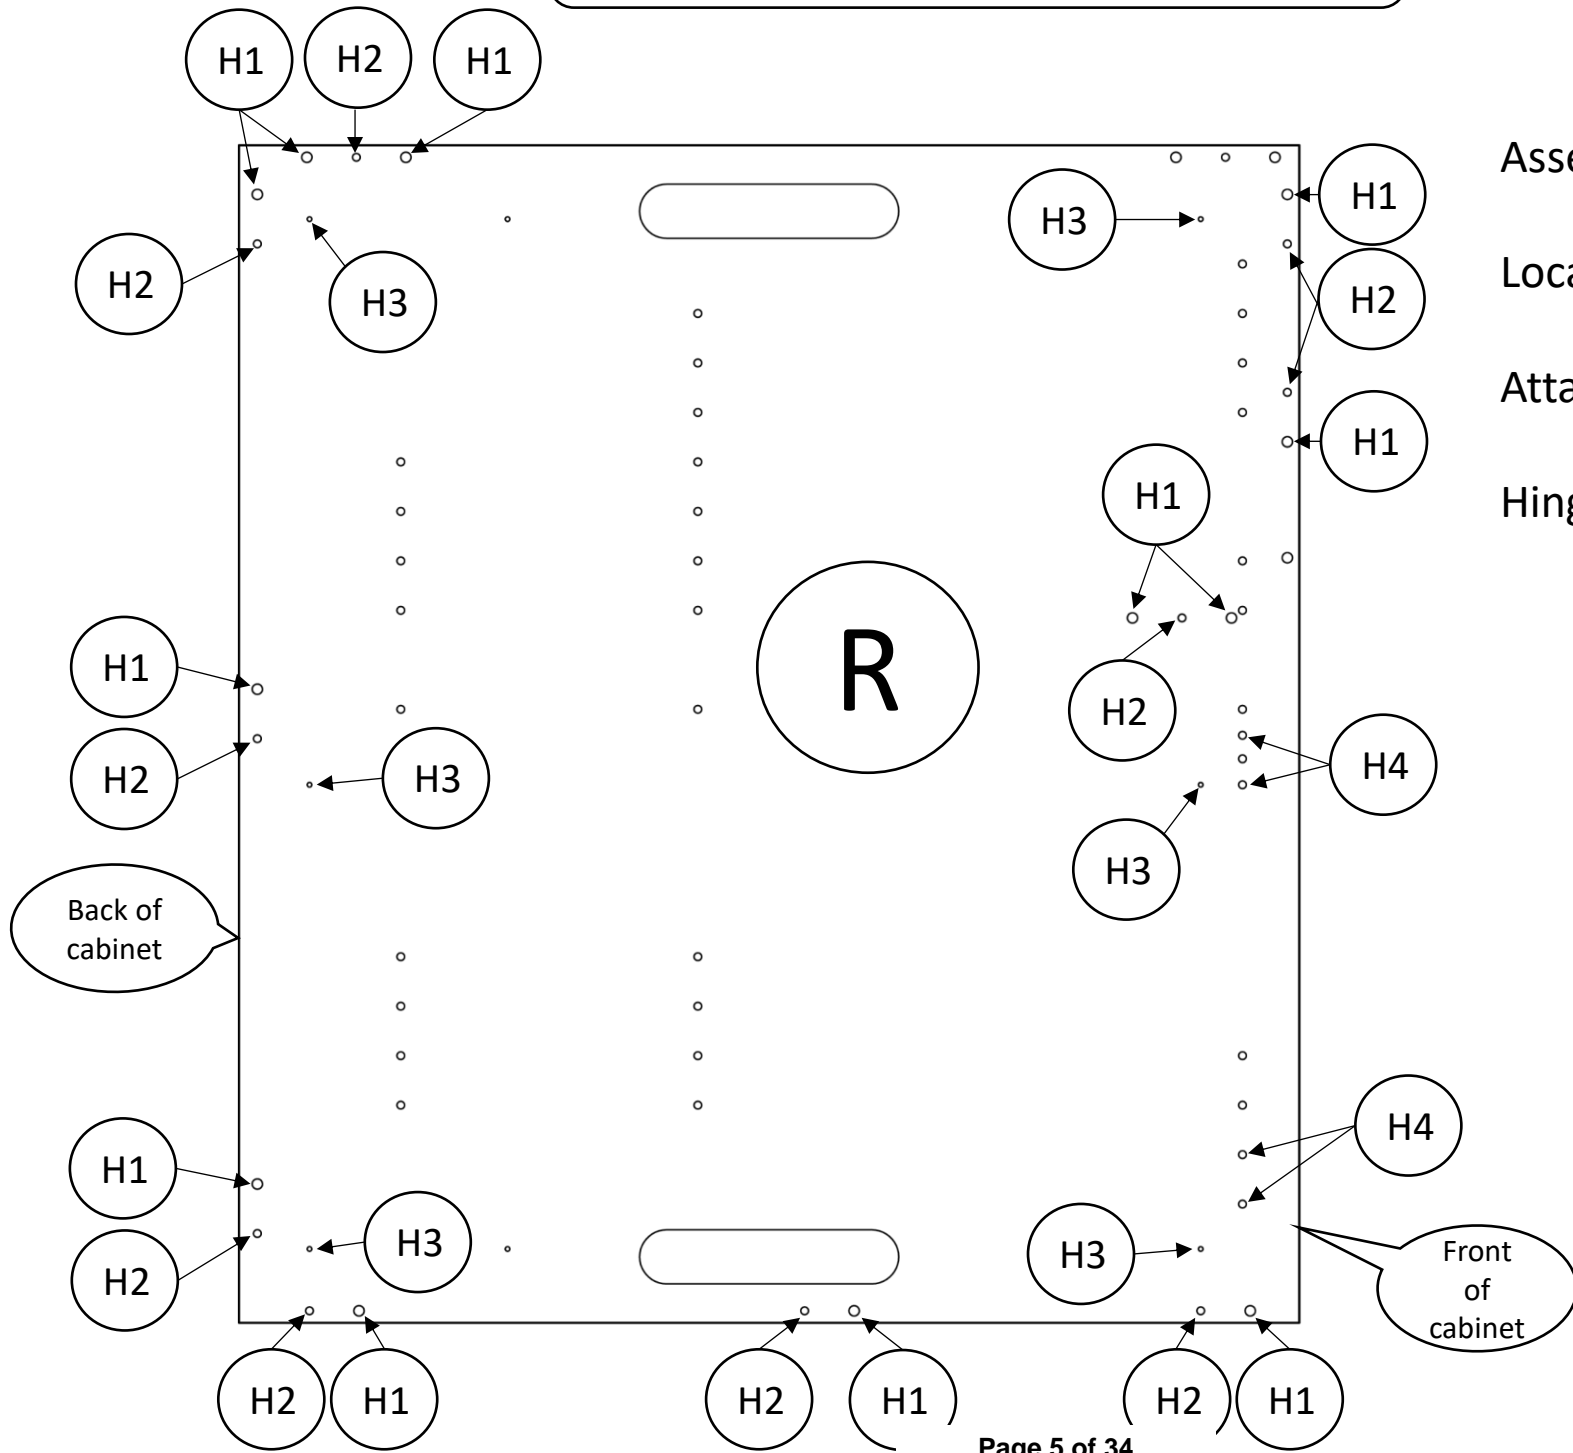 H1 H2 H1
Asse
H1
H3
H2
Loca
H2
H3
Atta
H1
H1
Hing
R
H1
H2
H4
H2
H3
H3
Back of
cabinet
H4
H1
H3
H3
H2
Front
of
cabinet
H2 H1 H2 H1 H2 H1
Page 5 of 34